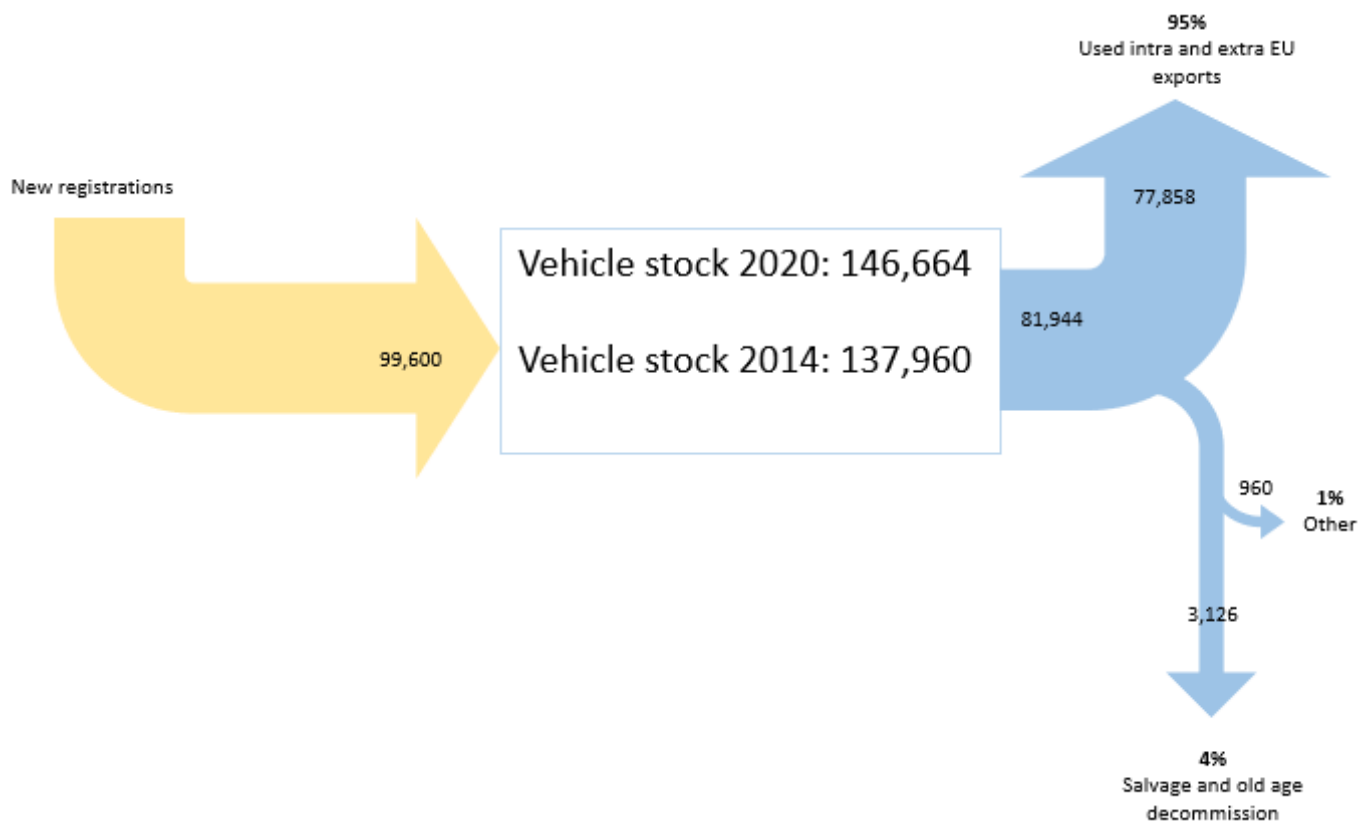 95%
Used intra and extra EU
exports
New registrations
77,858
Vehicle stock 2020: 146,664
81,944
99,600
Vehicle stock 2014: 137,960
960
1%
Other
3,126
4%
Salvage and old age
decommission